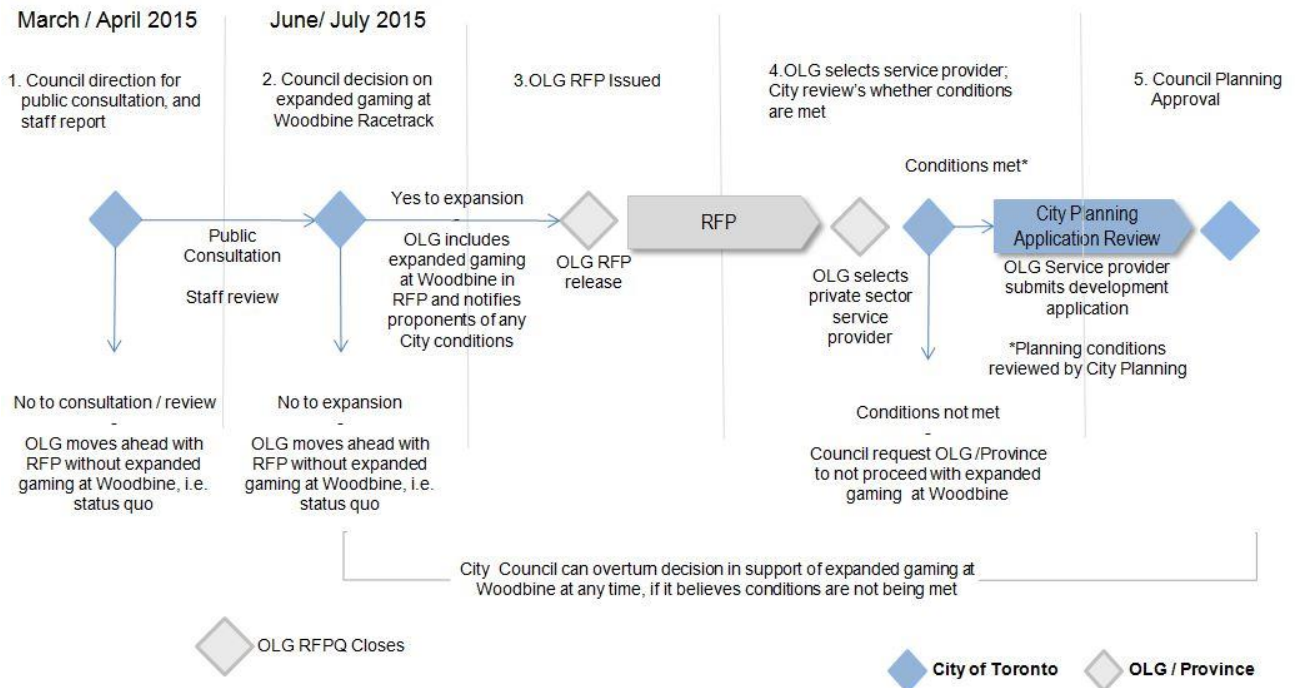 March / April 2015
June/ July 2015
1. Council direction for
public consultation, and
staff report
2. Council decision on
expanded gaming at
Woodbine Racetrack
3.OLG RFP Issued
4.OLG selects service provider;
City review's whether conditions
are met
5. Council Planning
Approval
Public
Consultation
Staff review
Yes to expansion
-
OLG includes
expanded gaming
at Woodbine in
RFP and notifies
proponents of any
City conditions
OLG RFP
release
RFP
OLG selects
private sector
service
provider
Conditions met*
City Planning
Application Review
OLG Service provider
submits development
application
*Planning conditions
reviewed by City Planning
No to consultation / review
-
OLG moves ahead with
RFP without expanded
gaming at Woodbine, i.e.
status quo
No to expansion
-
OLG moves ahead with
RFP without expanded
gaming at Woodbine, i.e.
status quo
Conditions not met
-
Council request OLG /Province
to not proceed with expanded
gaming at Woodbine
City Council can overturn decision in support of expanded gaming at
Woodbine at any time, if it believes conditions are not being met
OLG RFPQ Closes
City of Toronto
OLG / Province